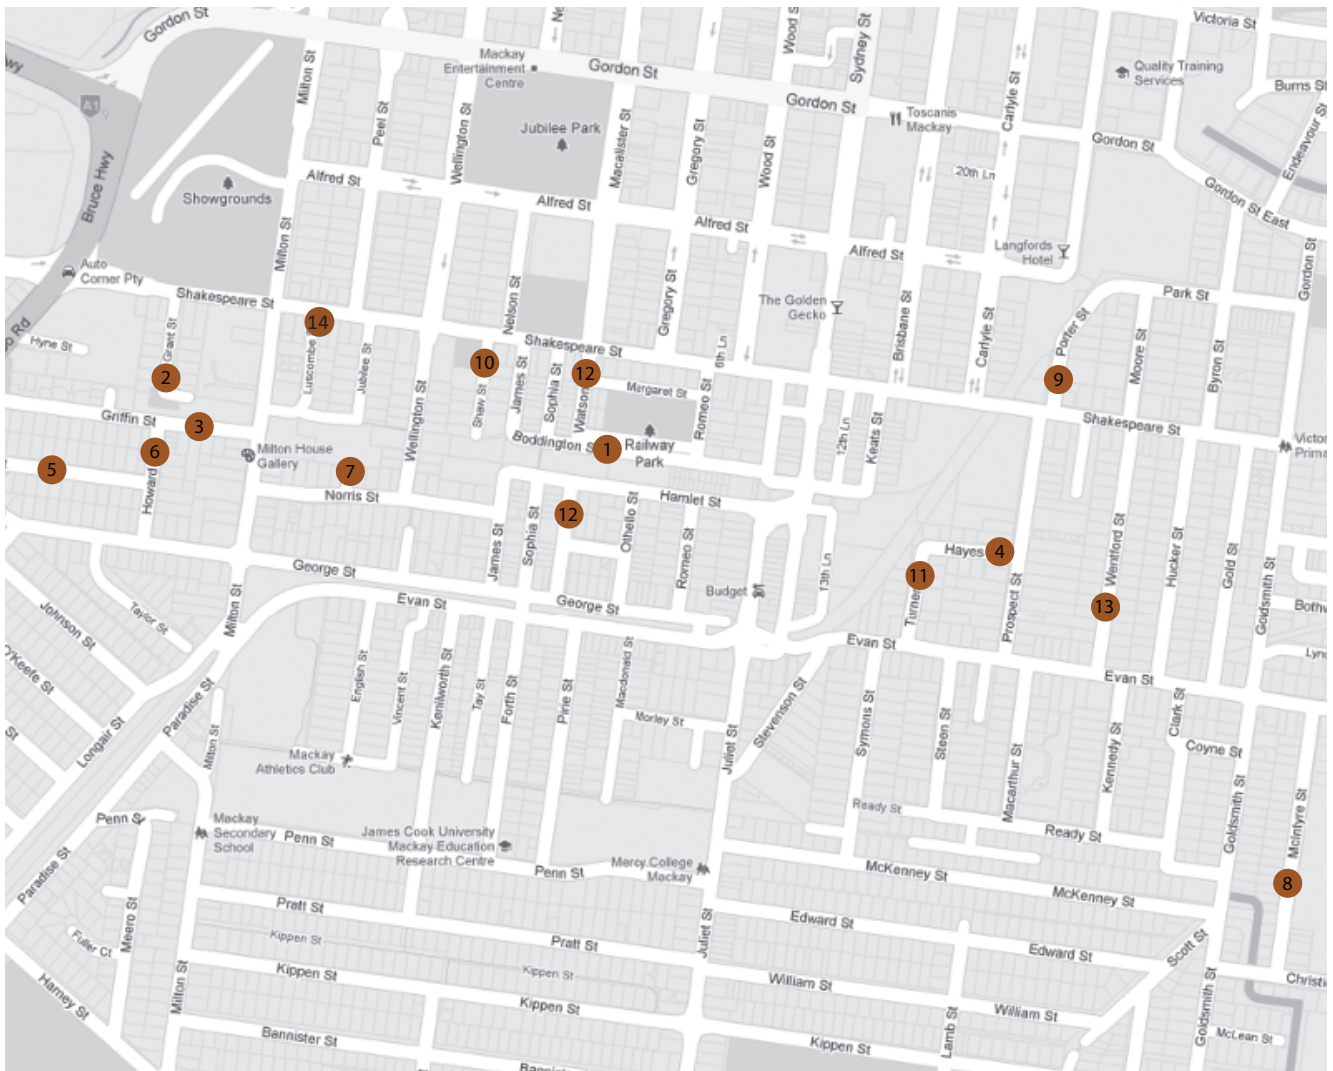 Gordon St
Ne
Wood St
Sydney St
Victoria St
Hwy
Milton St
Mackay
Entertainment
Centre
Gordon St
Carlyle St
Quality Training
Services
Burns St
A1
Peel St
Wellington St
Jubilee Park
Macalister St
Gregory St
Wood St
Gordon St
Toscanis
Mackay
Gordon St
Endeavour St
Bruce Hwy
Showgrounds
Alfred St
Alfred St
Alfred St
Alfred St
20th Ln
Gordon St East
Langfords
Hotel
Milton St
Auto
Corner Pty
Shakespeare St
Nelson St
Gregory St
The Golden
Gecko
Brisbane St
Carlyle St
Park St
Gordon St
Porter St
Moore St
Byron St
o Rd
Hyne St
Grant St
14
Luscombe
Jubilee St
Shakespeare St
6th Ln
2
10
12
9
Margaret St
James St
Sophia St
Watson
Shaw St
Romeo St
Wellington St
Griffin St
3
Boddington S
1
Railway
Park
12th Ln
Keats St
Shakespeare St
Victor
Prima
6
Milton House
Gallery
5
7
Howard
Norris St
Hamlet St
12
James St
Sophia St
Othello St
Romeo St
13th Ln
Hayes
4
11
Turner
Prospect St
Wentford St
13
Hucker St
Gold St
Goldsmith St
George St
Evan St
George St
Budget
Bothw
Johnson St
Taylor St
Milton St
Evan St
Evan St
Lync
O'Keefe St
St
Longair St
Paradise St
Milton St
English St
Vincent St
Kenilworth St
Tay St
Forth St
Pirie St
Macdonald St
Morley St
Juliet St
Stevenson St
Symons St
Steen St
Macarthur St
Kennedy St
Clark St
Coyne St
Goldsmith St
McIntyre St
Mackay
Athletics Club
Penn St
Mackay
Secondary
School
Penn St
James Cook University
Mackay Education
Research Centre
Penn St
Mercy College
Mackay
Ready St
Ready St
McKenney St
McKenney St
8
Paradise St
Pratt St
Kippen St
Meero St
Fuller Ct
Pratt St
Juliet St
Edward St
Edward St
Scott St
Kippen St
Kippen St
William St
Christi
Harney St
Milton St
Kippen St
William St
Goldsmith St
Lamb St
McLean St
Bannister St
Kippen St
Bannis